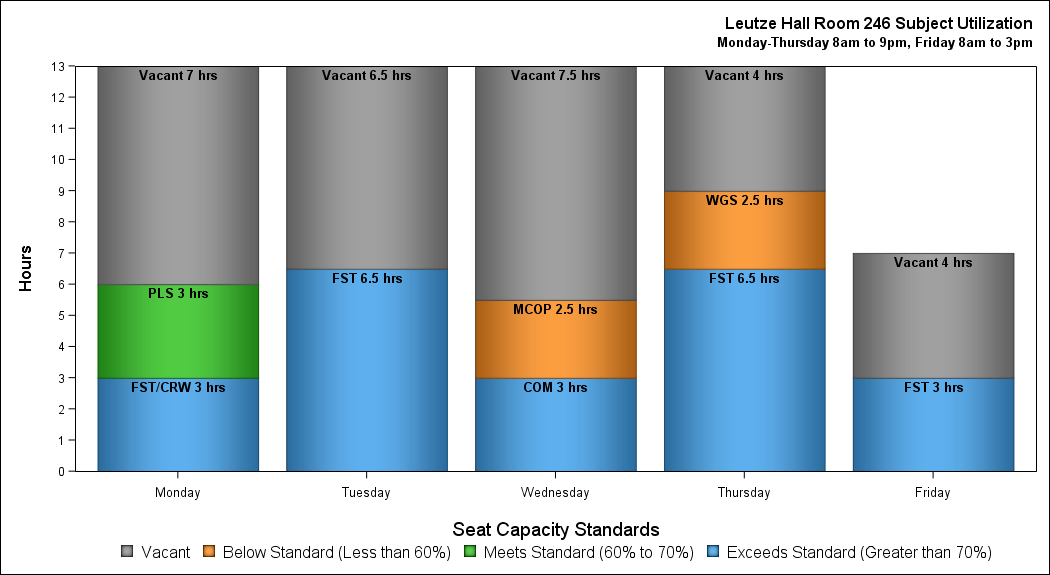 Leutze Hall Room 246 Subject Utilization
Monday-Thursday 8am to 9pm, Friday 8am to 3pm
Hours
13
12
11
10
9
8
7
6
5
4
3
2
1
0
Vacant 7 hrs
PLS 3 hrs
FST/CRW 3 hrs
Vacant 6.5 hrs
FST 6.5 hrs
Vacant 7.5 hrs
MCOP 2.5 hrs
COM 3 hrs
Vacant 4 hrs
WGS 2.5 hrs
FST 6.5 hrs
Vacant 4 hrs
FST 3 hrs
Monday Tuesday Wednesday Thursday Friday
Seat Capacity Standards
Vacant Below Standard (Less than 60%) Meets Standard (60% to 70%) Exceeds Standard (Greater than 70%)